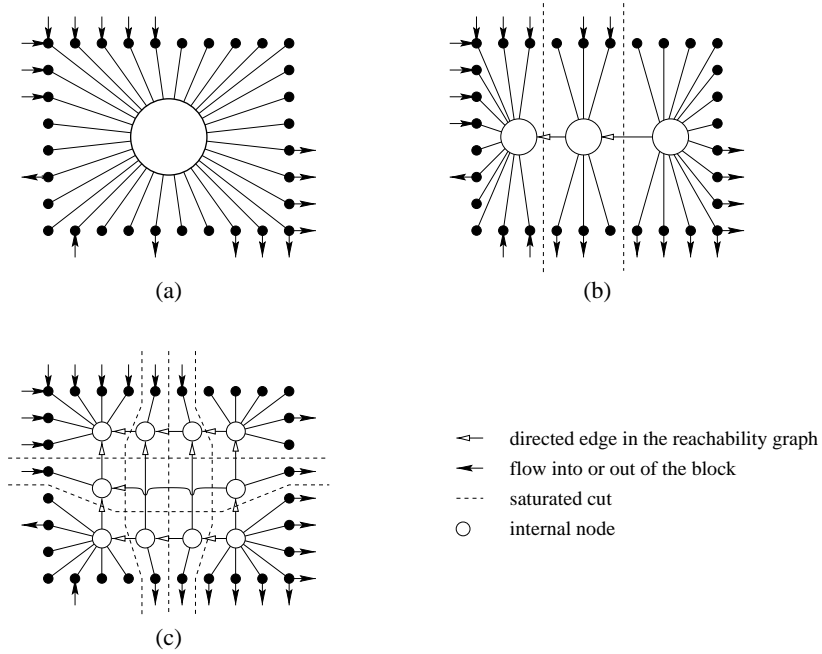 (a)
(b)
(c)
directed edge in the reachability graph
flow into or out of the block
saturated cut
internal node